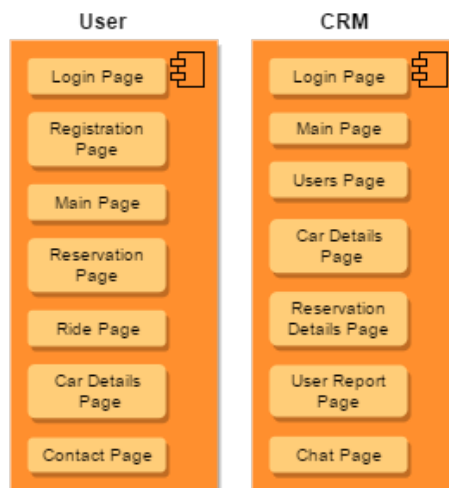 User
Login Page
Registration
Page
Main Page
Reservation
Page
Ride Page
Car Details
Page
Contact Page
CRM
Login Page
Main Page
Users Page
Car Details
Page
Reservation
Details Page
User Report
Page
Chat Page